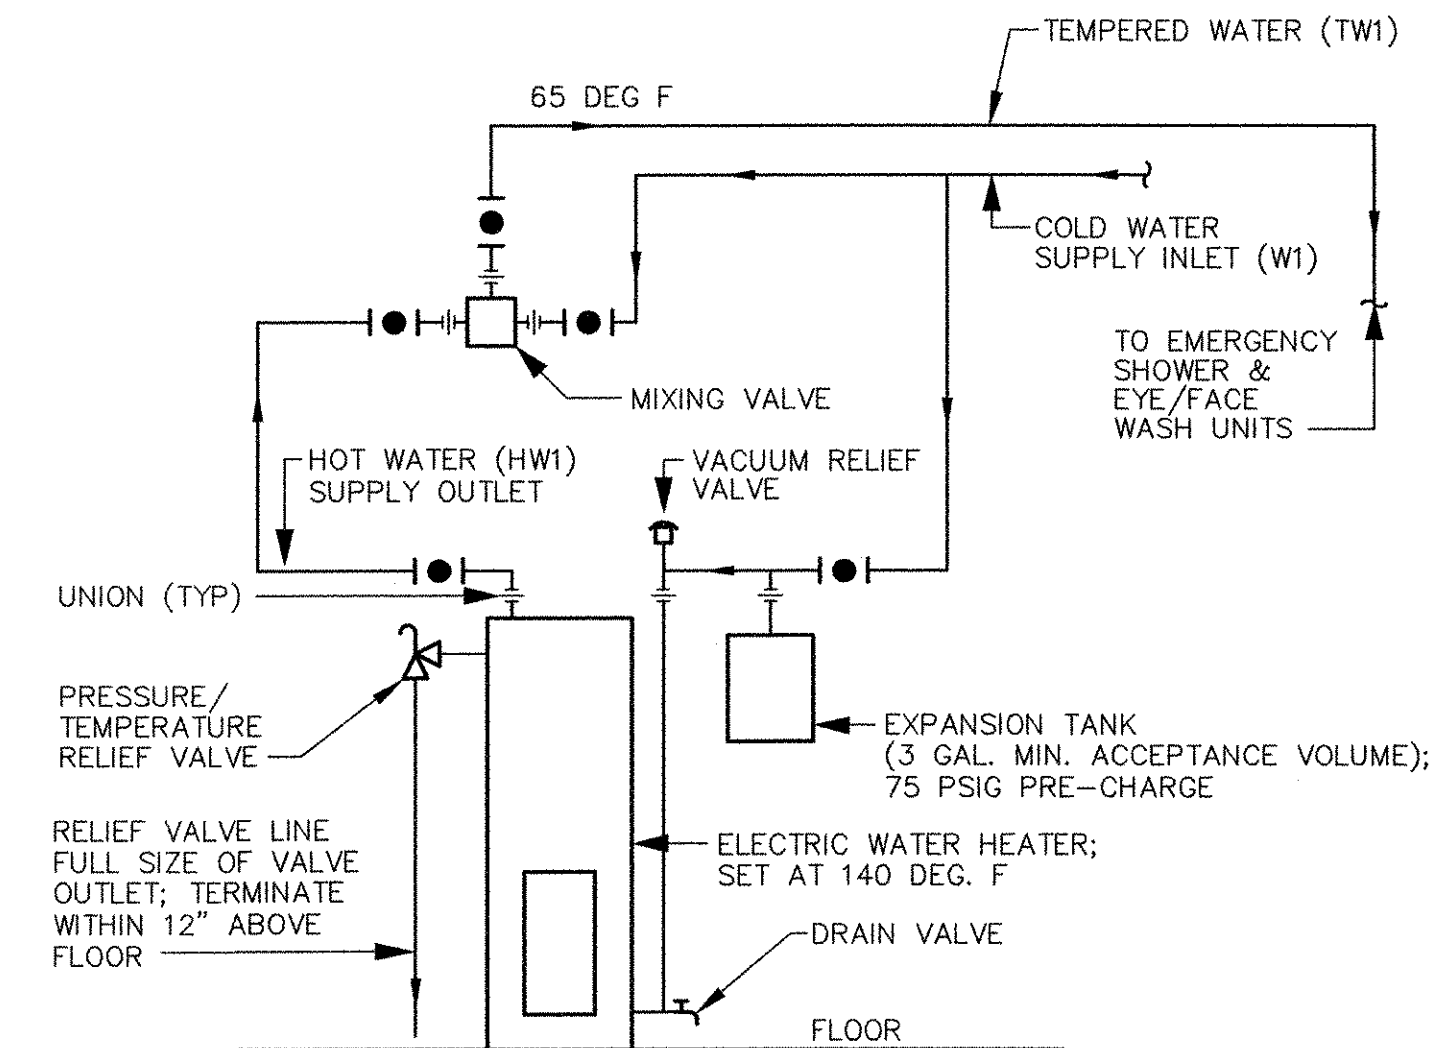 TEMPERED WATER (TW1)
65 DEG F
COLD WATER
SUPPLY INLET (W1)
TO EMERGENCY
SHOWER &
EYE/FACE
WASH UNITS
MIXING VALVE
HOT WATER (HW1)
SUPPLY OUTLET
VACUUM RELIEF
VALVE
UNION (TYP)
PRESSURE/
TEMPERATURE
RELIEF VALVE
EXPANSION TANK
(3 GAL. MIN. ACCEPTANCE VOLUME);
75 PSIG PRE-CHARGE
RELIEF VALVE LINE
FULL SIZE OF VALVE
OUTLET; TERMINATE
WITHIN 12" ABOVE
FLOOR
ELECTRIC WATER HEATER;
SET AT 140 DEG. F
DRAIN VALVE
FLOOR